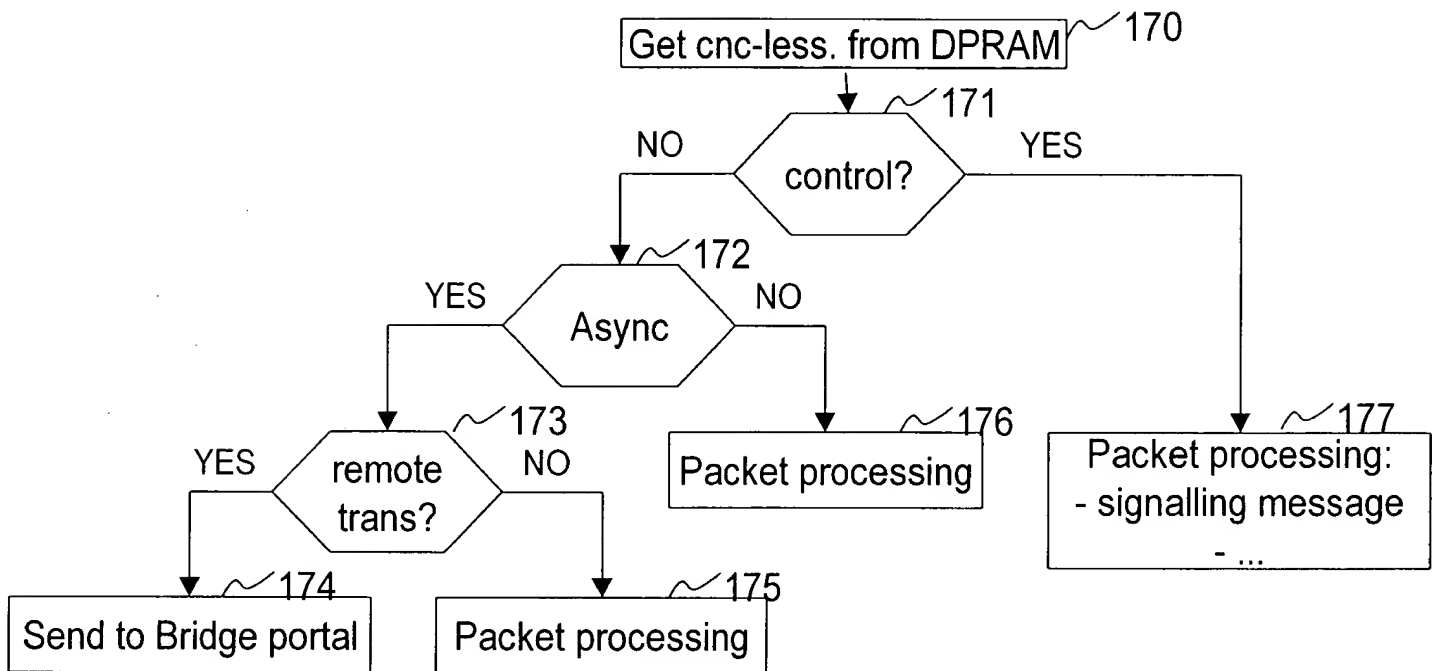 Get cnc-less. from DPRAM
170
171
NO
YES
control?
172
YES
NO
Async
173
176
177
YES
NO
remote
trans?
Packet processing
Packet processing:
- signalling message
- ...
174
175
Send to Bridge portal
Packet processing